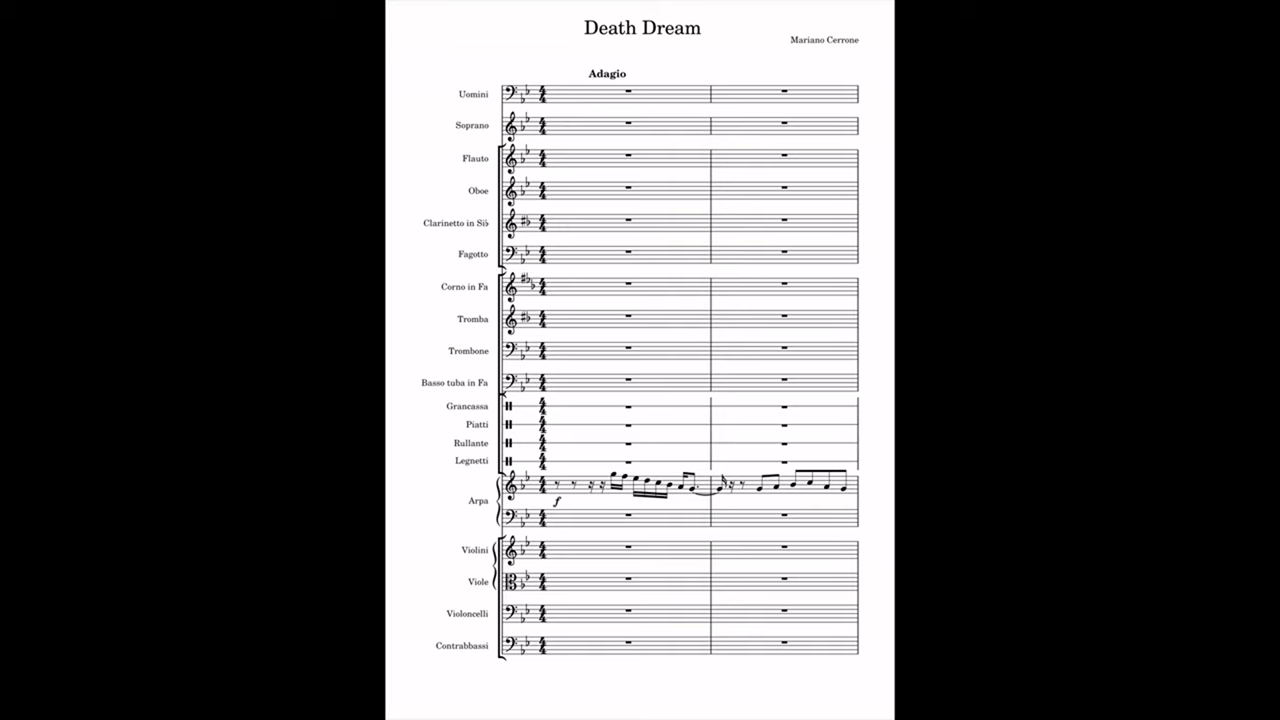 Death Dream
Mariano Cerrone
Adagio
Uomini
Soprano
Flauto
Oboe
Clarinetto in Si♭
Fagotto
Corno in Fa
Tromba
Trombone
Basso tuba in Fa
Grancassa
Piatti
Rullante
Legnetti
Arpa
f
Violini
Viole
Violoncelli
Contrabbassi